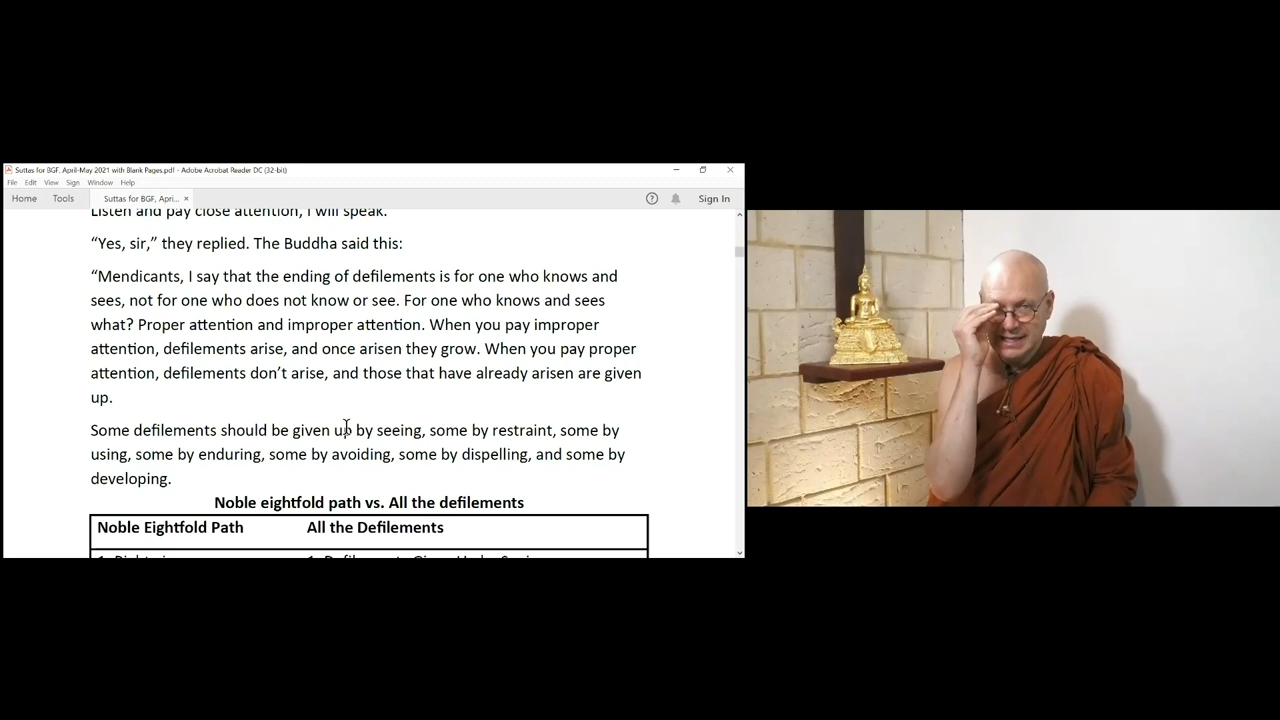 Suttas for BGF, April-May 2021 with Blank Pages.pdf - Adobe Acrobat Reader DC (32-bit)
File Edit View Sign Window Help
Home Tools Suttas for BGF, Apri... × Sign In
Listen and pay close attention, I will speak.
“Yes, sir,” they replied. The Buddha said this:
“Mendicants, I say that the ending of defilements is for one who knows and
sees, not for one who does not know or see. For one who knows and sees
what? Proper attention and improper attention. When you pay improper
attention, defilements arise, and once arisen they grow. When you pay proper
attention, defilements don’t arise, and those that have already arisen are given
up.
Some defilements should be given up by seeing, some by restraint, some by
using, some by enduring, some by avoiding, some by dispelling, and some by
developing.
Noble eightfold path vs. All the defilements
Noble Eightfold Path All the Defilements